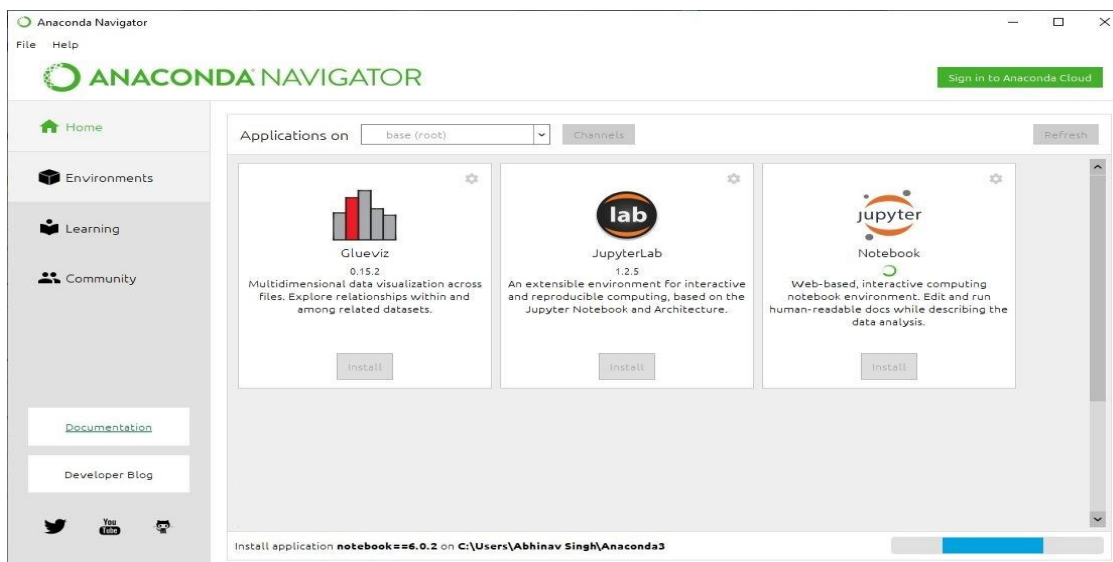 Anaconda Navigator
File Help
ANACONDA NAVIGATOR
Sign in to Anaconda Cloud
Home
Environments
Learning
Community
Documentation
Developer Blog
You
Tube
Applications on base (root) Channels Refresh
Glueviz
0.15.2
Multidimensional data visualization across
files. Explore relationships within and
among related datasets.
Install
lab
JupyterLab
1.2.5
An extensible environment for interactive
and reproducible computing, based on the
Jupyter Notebook and Architecture.
Install
jupyter
Notebook
Web-based, interactive computing
notebook environment. Edit and run
human-readable docs while describing the
data analysis.
Install
Install application notebook==6.0.2 on C:\Users\Abhinav Singh\Anaconda3